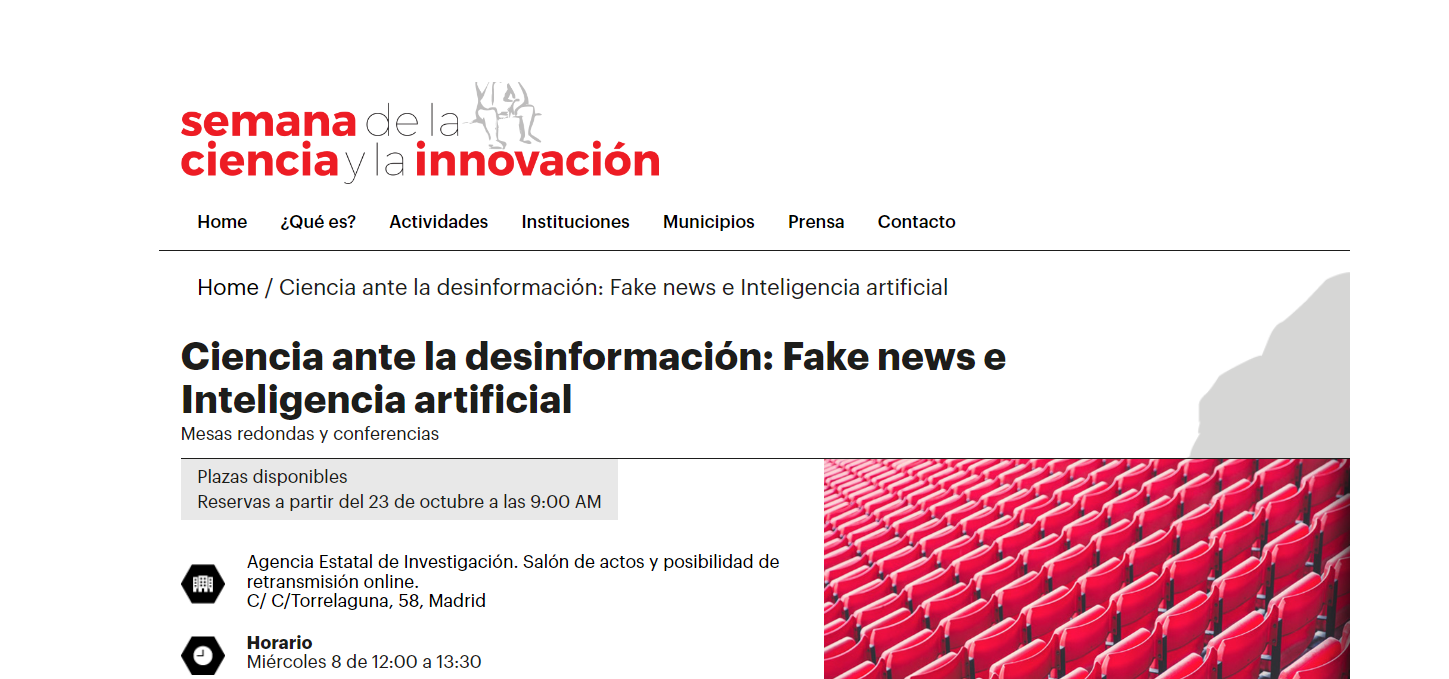 semana de la
ciencia y la innovación
Home ¿Qué es? Actividades Instituciones Municipios Prensa Contacto
Home / Ciencia ante la desinformación: Fake news e Inteligencia artificial
Ciencia ante la desinformación: Fake news e
Inteligencia artificial
Mesas redondas y conferencias
Plazas disponibles
Reservas a partir del 23 de octubre a las 9:00 AM
Agencia Estatal de Investigación. Salón de actos y posibilidad de
retransmisión online.
C/ C/Torrelaguna, 58, Madrid
Horario
Miércoles 8 de 12:00 a 13:30